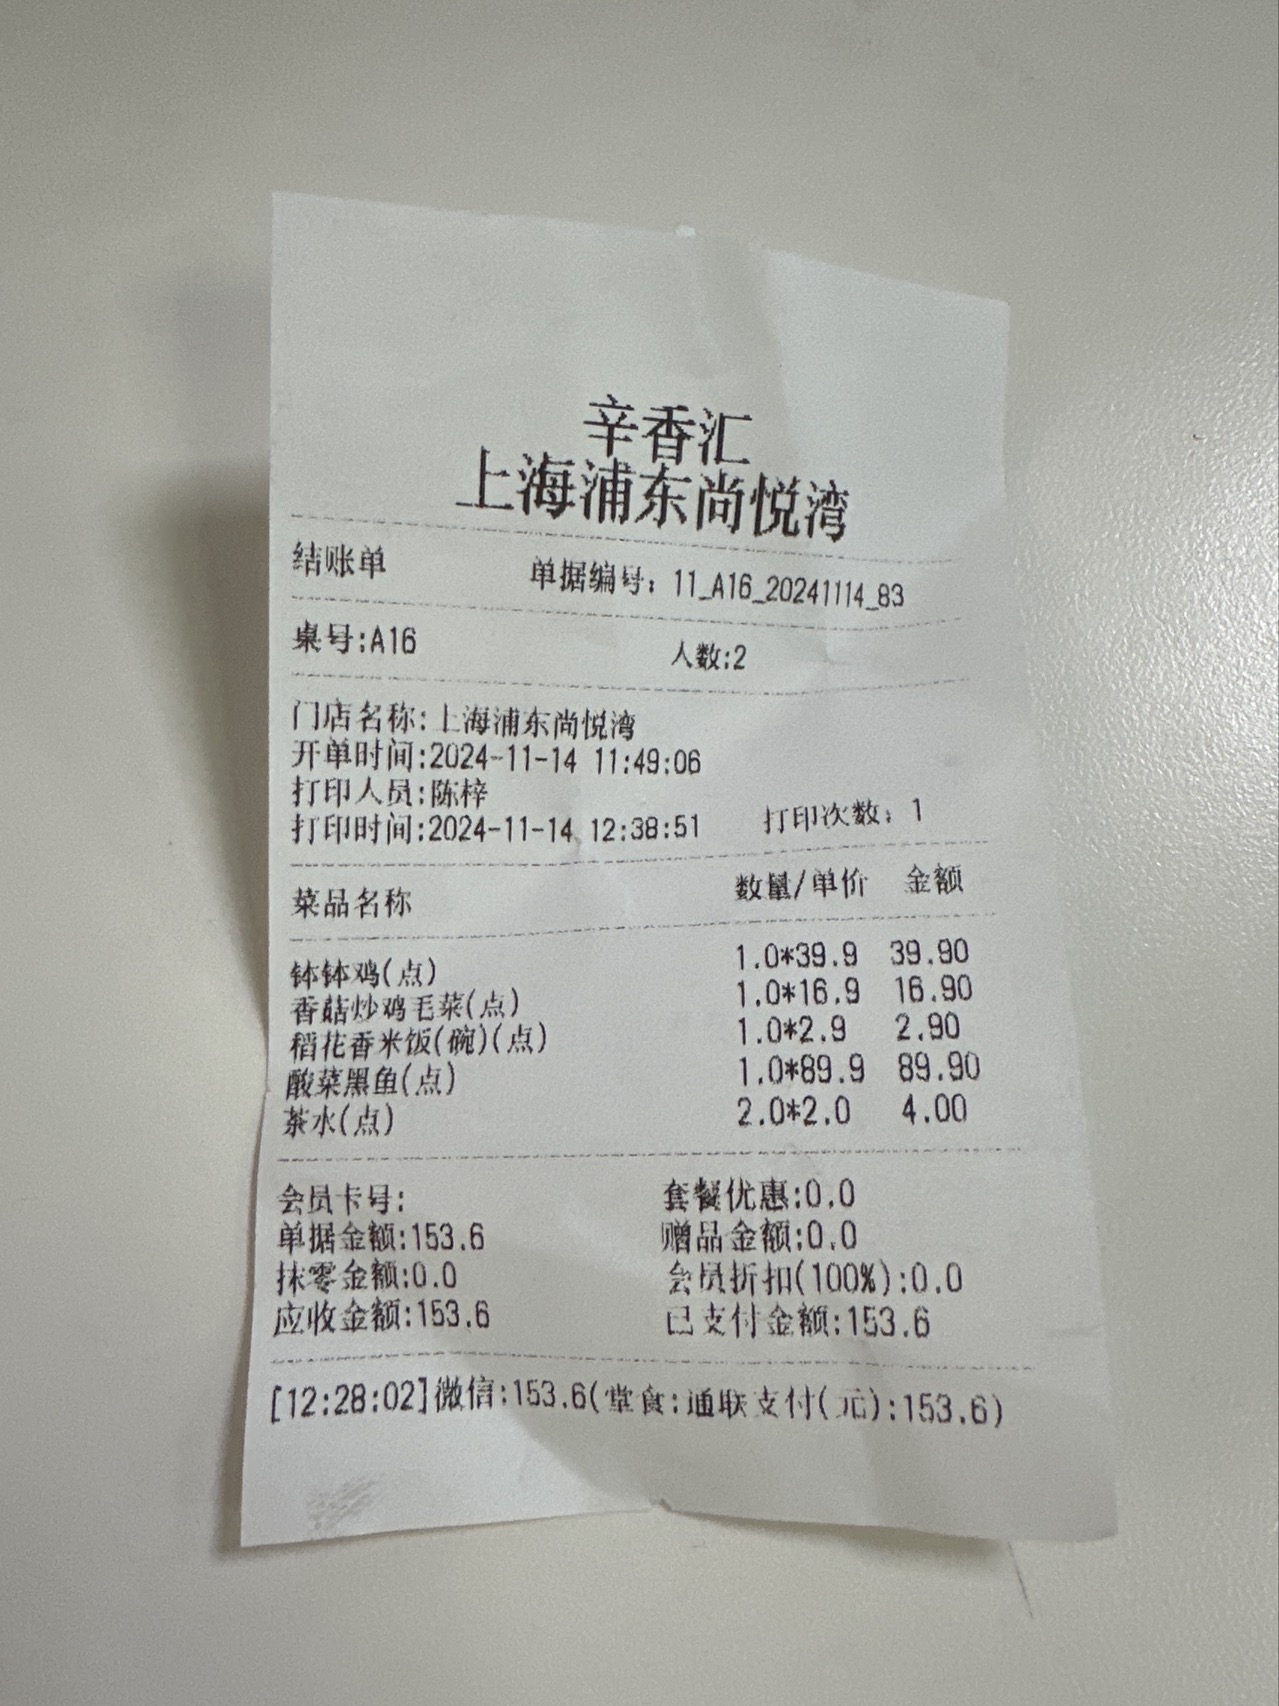 辛香汇
上海浦东尚悦湾
结账单 单据编号：11_A16_20241114_83
桌号:A16 人数:2
门店名称:上海浦东尚悦湾
开单时间:2024-11-14 11:49:06
打印人员:陈梓
打印时间:2024-11-14 12:38:51 打印次数：1
菜品名称 数量/单价 金额
钵钵鸡(点) 1.0*39.9 39.90
香菇炒鸡毛菜(点) 1.0*16.9 16.90
稻花香米饭(碗)(点) 1.0*2.9 2.90
酸菜黑鱼(点) 1.0*89.9 89.90
茶水(点) 2.0*2.0 4.00
会员卡号: 套餐优惠:0.0
单据金额:153.6 赠品金额:0.0
抹零金额:0.0 会员折扣(100%):0.0
应收金额:153.6 已支付金额:153.6
[12:28:02]微信:153.6(堂食:通联支付(元):153.6)